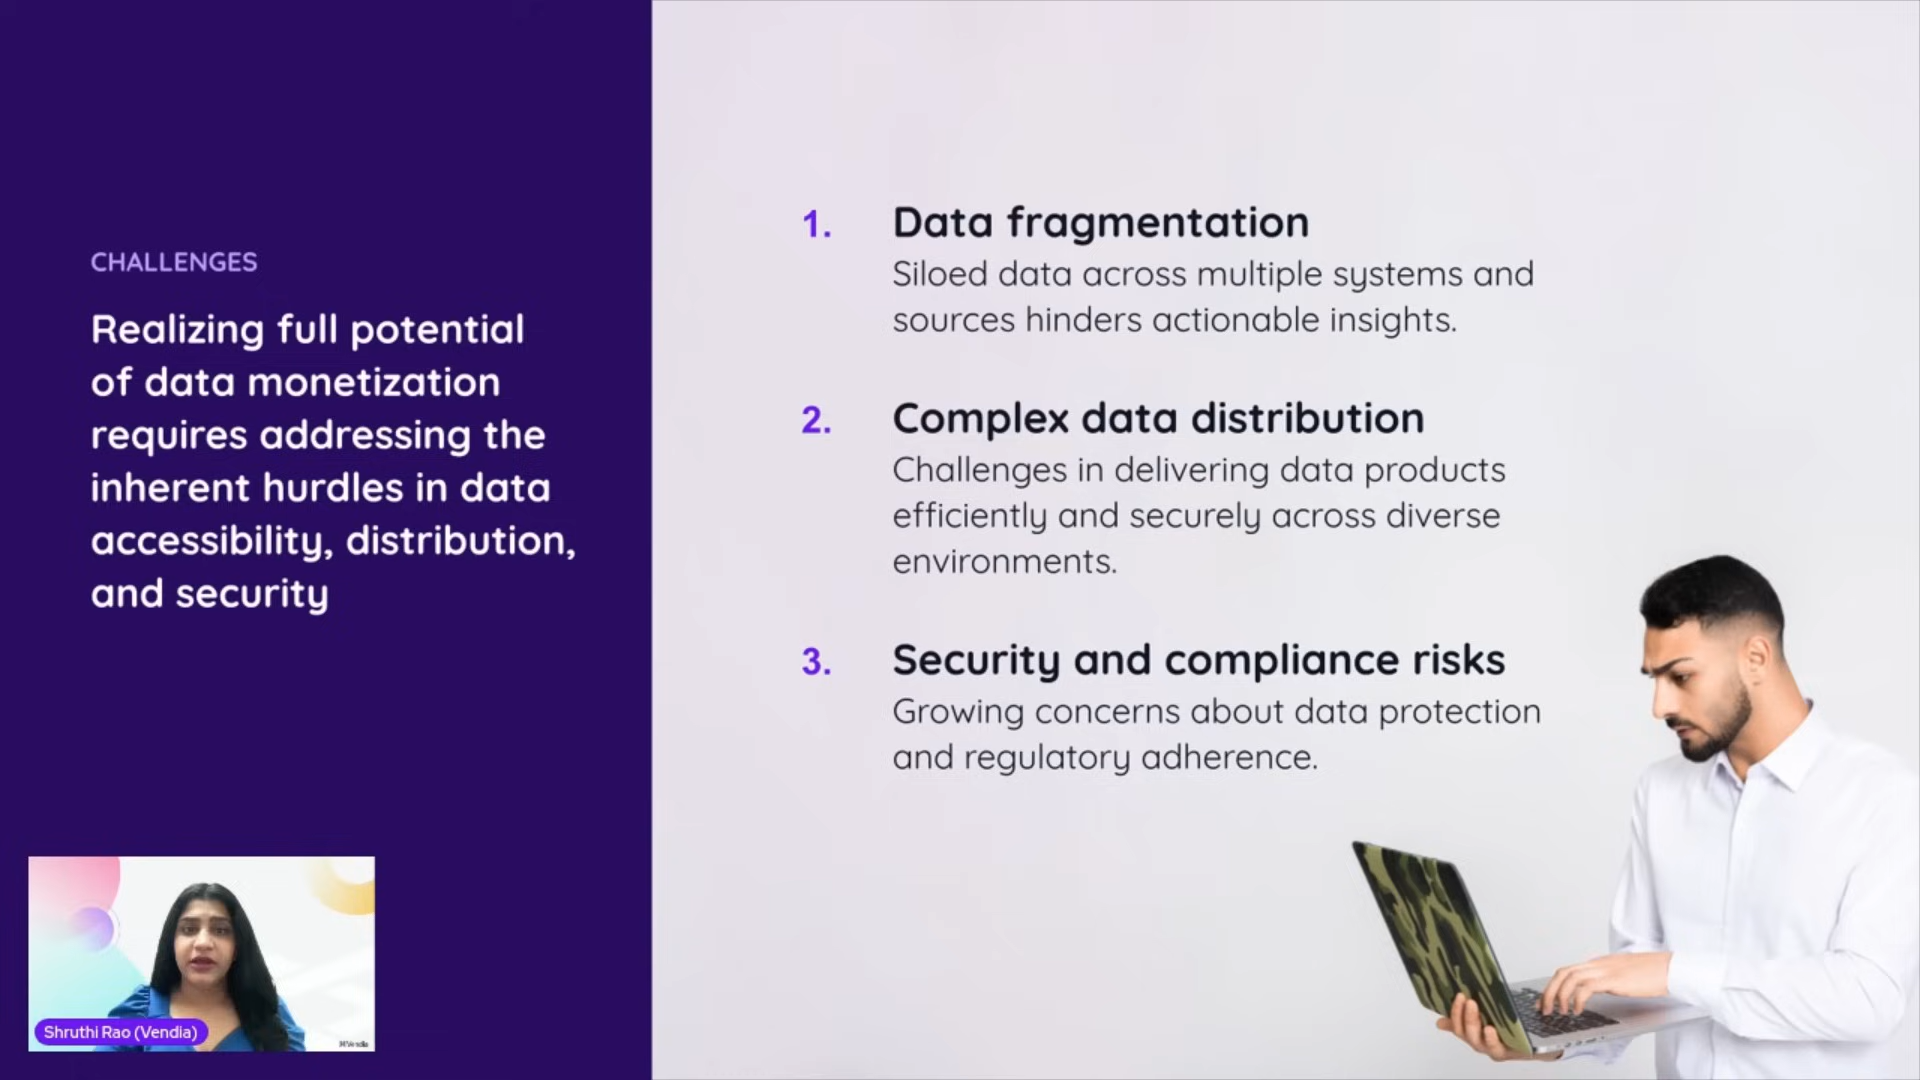 CHALLENGES
Realizing full potential
of data monetization
requires addressing the
inherent hurdles in data
accessibility, distribution,
and security
1. Data fragmentation
Siloed data across multiple systems and
sources hinders actionable insights.
2. Complex data distribution
Challenges in delivering data products
efficiently and securely across diverse
environments.
3. Security and compliance risks
Growing concerns about data protection
and regulatory adherence.
Shruthi Rao (Vendia)
Vendia